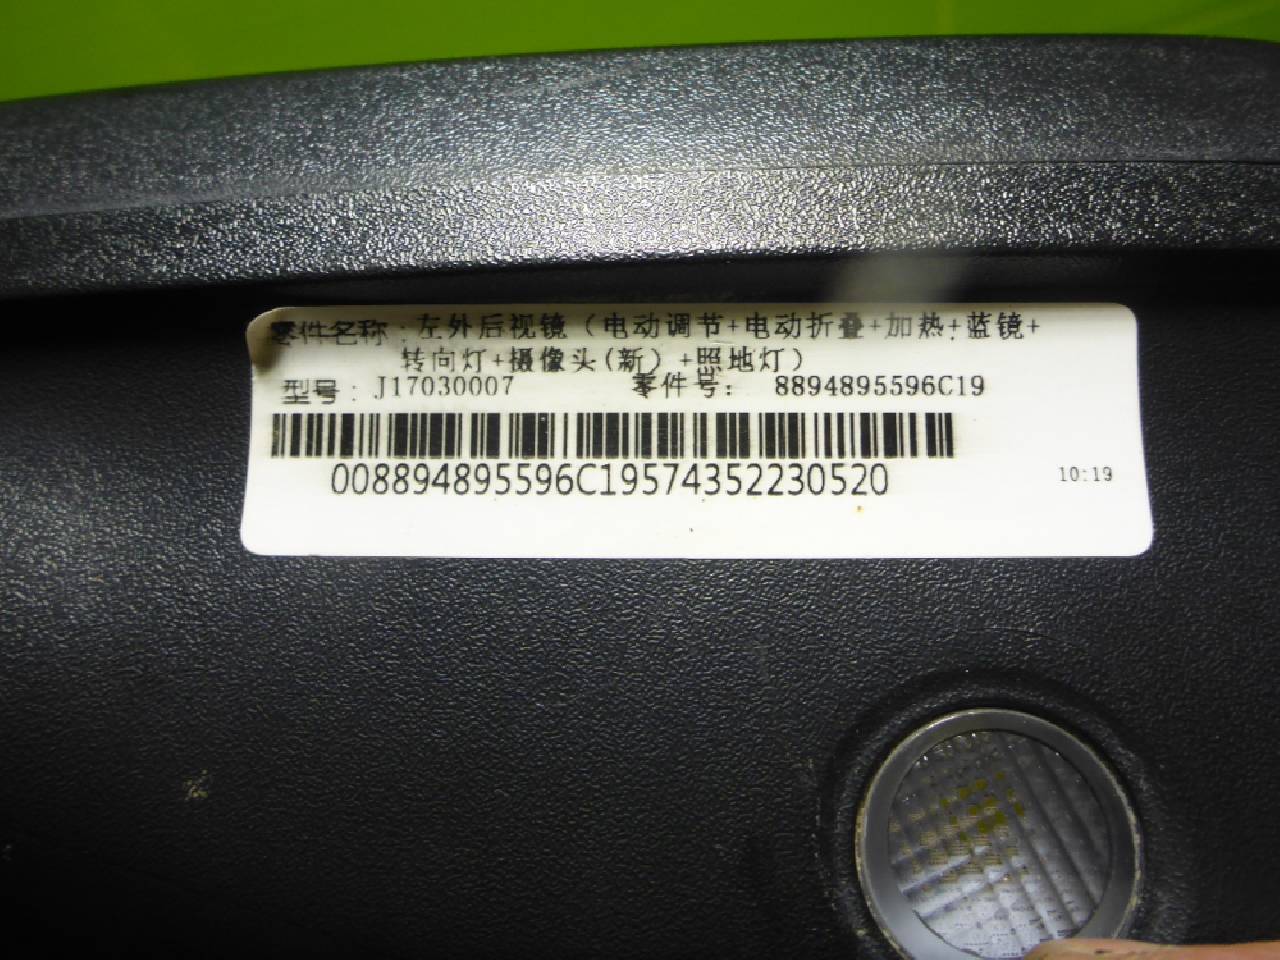 零件名称：左外后视镜（电动调节+电动折叠+加热+蓝镜+
转向灯+摄像头(新）+照地灯）
型号：J17030007 零件号： 8894895596C19
008894895596C19574352230520
10:19